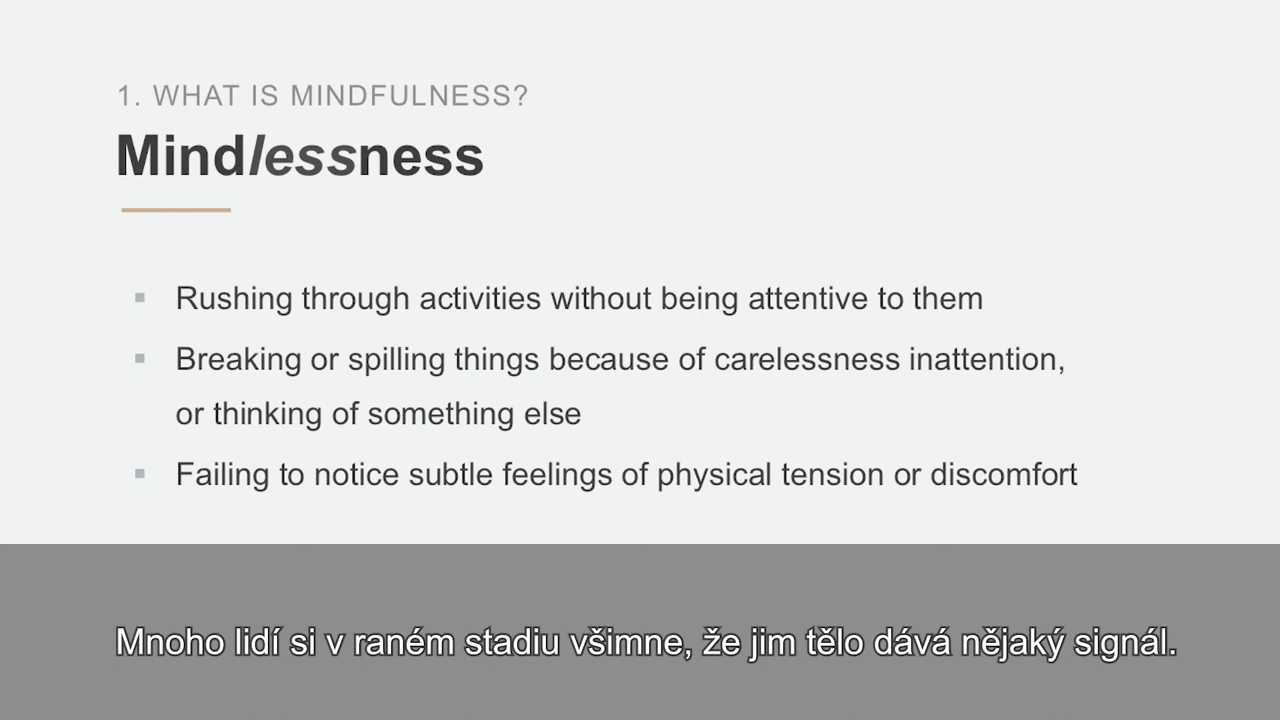 1. WHAT IS MINDFULNESS?
Mindlessness
Rushing through activities without being attentive to them
Breaking or spilling things because of carelessness inattention,
or thinking of something else
Failing to notice subtle feelings of physical tension or discomfort
Mnoho lidí si v raném stadiu všimne, že jim tělo dává nějaký signál.